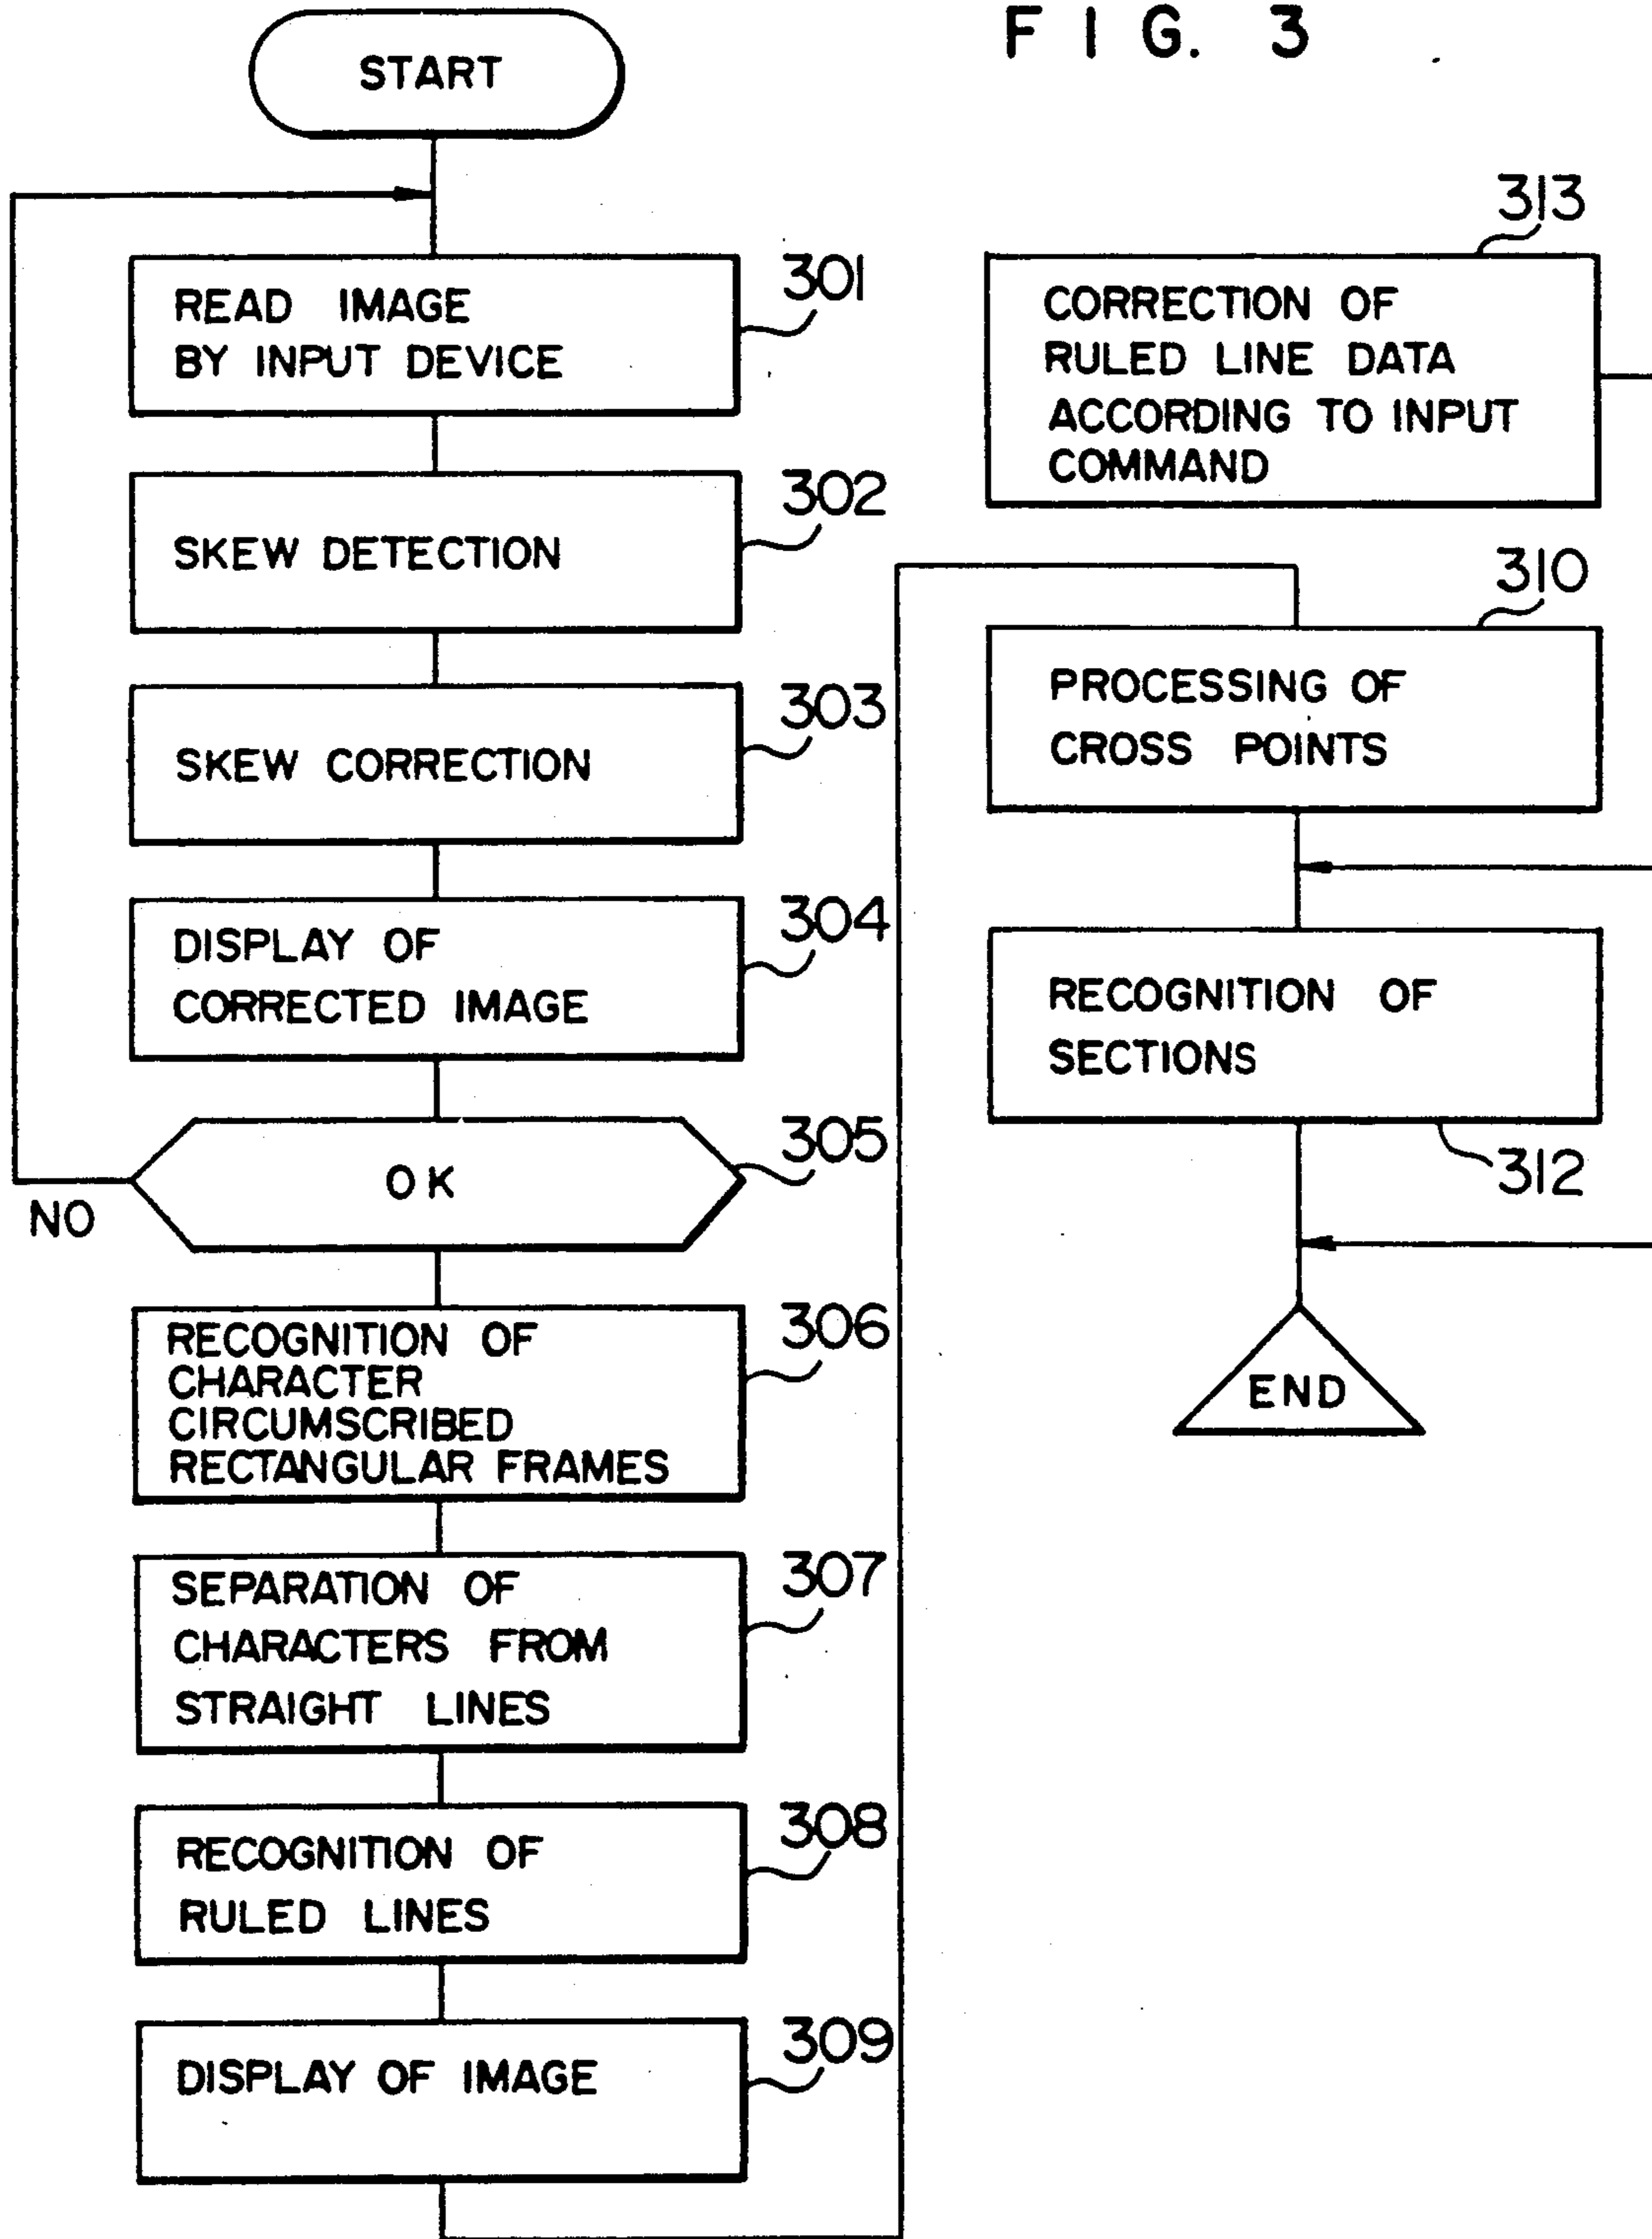 FIG. 3
START
301
READ IMAGE
BY INPUT DEVICE
302
SKEW DETECTION
303
SKEW CORRECTION
304
DISPLAY OF
CORRECTED IMAGE
305
OK
NO
306
RECOGNITION OF
CHARACTER
CIRCUMSCRIBED
RECTANGULAR FRAMES
307
SEPARATION OF
CHARACTERS FROM
STRAIGHT LINES
308
RECOGNITION OF
RULED LINES
309
DISPLAY OF IMAGE
313
CORRECTION OF
RULED LINE DATA
ACCORDING TO INPUT
COMMAND
310
PROCESSING OF
CROSS POINTS
RECOGNITION OF
SECTIONS
312
END